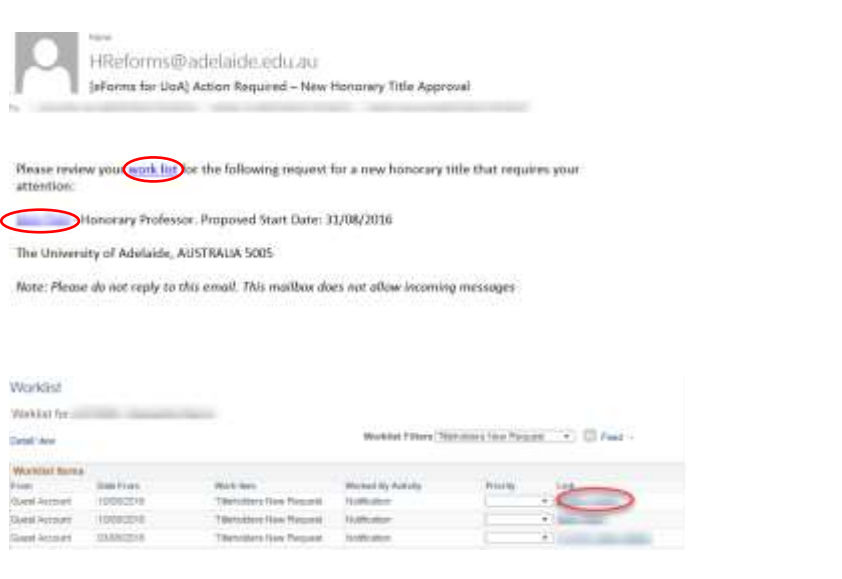 HReforms@adelaide.edu.au
[eForms for UoA] Action Required – New Honorary Title Approval
Please review your work list for the following request for a new honorary title that requires your
attention:
Honorary Professor. Proposed Start Date: 31/08/2016
The University of Adelaide, AUSTRALIA 5005
Note: Please do not reply to this email. This mailbox does not allow incoming messages
Worklist
Worklist for
Detail View Worklist Filters Titleholders New Request Feed
Worklist Items
From Date From Work Item Worked By Activity Priority Link
Guest Account Titleholders New Request Notification
Guest Account Titleholders New Request Notification
Guest Account Titleholders New Request Notification